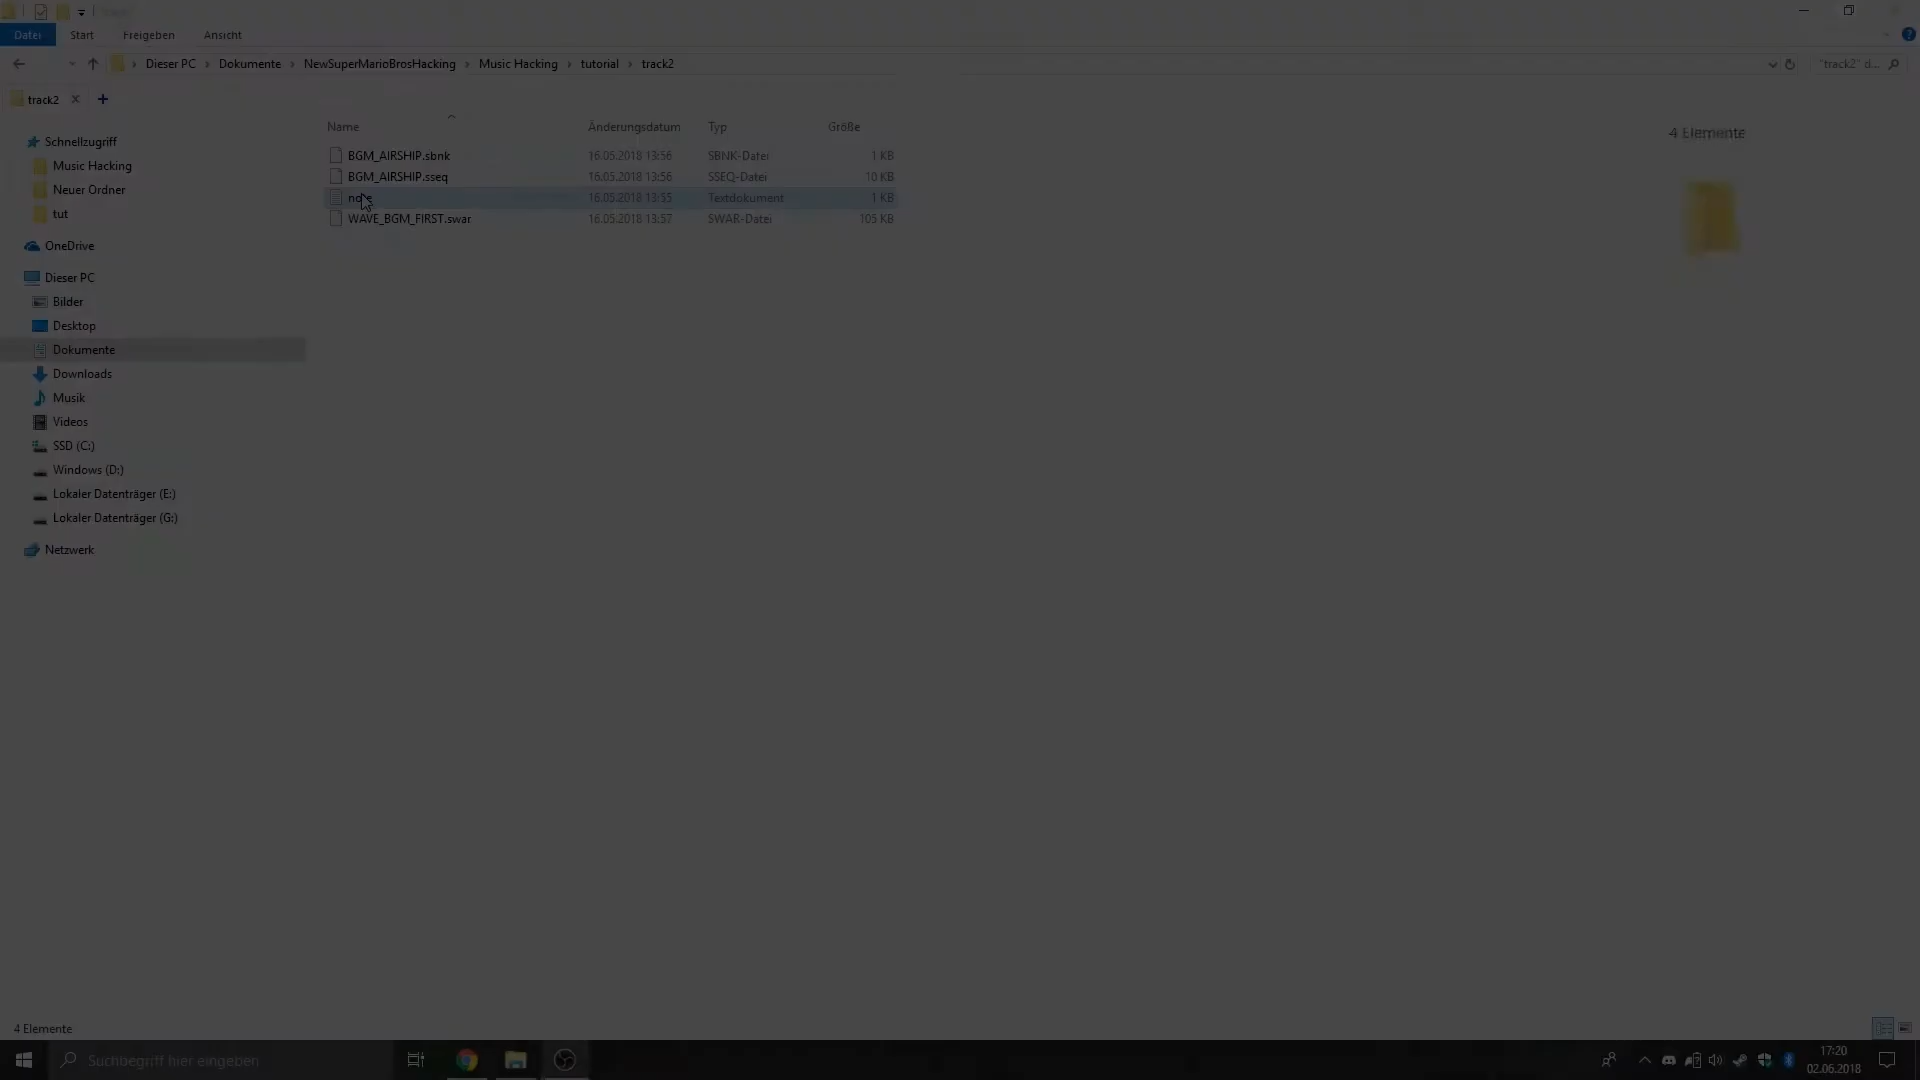 Datei Start Freigeben Ansicht
Dieser PC Dokumente NewSuperMarioBrosHacking Music Hacking tutorial track2
"track2" d...
track2
Name Änderungsdatum Typ Größe
4 Elemente
Schnellzugriff
Music Hacking
Neuer Ordner
tut
OneDrive
Dieser PC
Bilder
Desktop
Dokumente
Downloads
Musik
Videos
SSD (C:)
Windows (D:)
Lokaler Datenträger (E:)
Lokaler Datenträger (G:)
Netzwerk
BGM_AIRSHIP.sbnk 16.05.2018 13:56 SBNK-Datei 1 KB
BGM_AIRSHIP.sseq 16.05.2018 13:56 SSEQ-Datei 10 KB
16.05.2018 13:55 Textdokument 1 KB
WAVE_BGM_FIRST.swar 16.05.2018 13:57 SWAR-Datei 105 KB
4 Elemente
Suchbegriff hier eingeben
17:20
02.06.2018